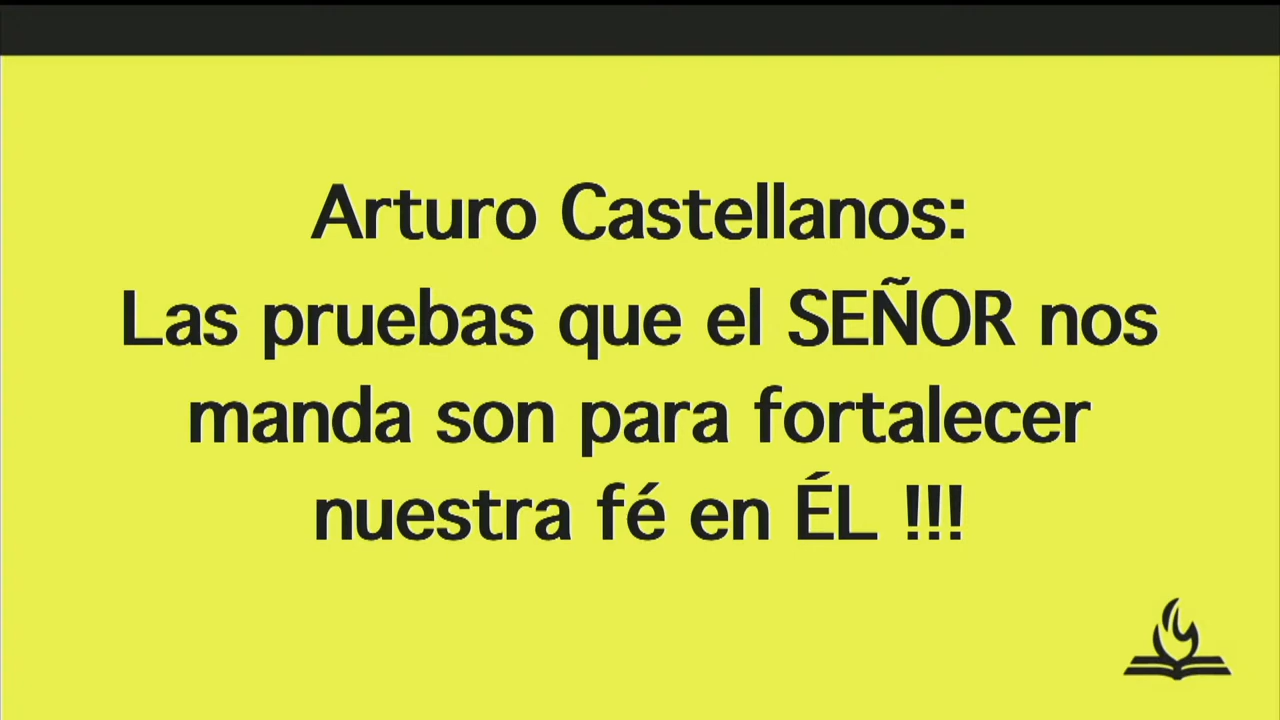 Arturo Castellanos:
Las pruebas que el SEÑOR nos
manda son para fortalecer
nuestra fé en ÉL !!!